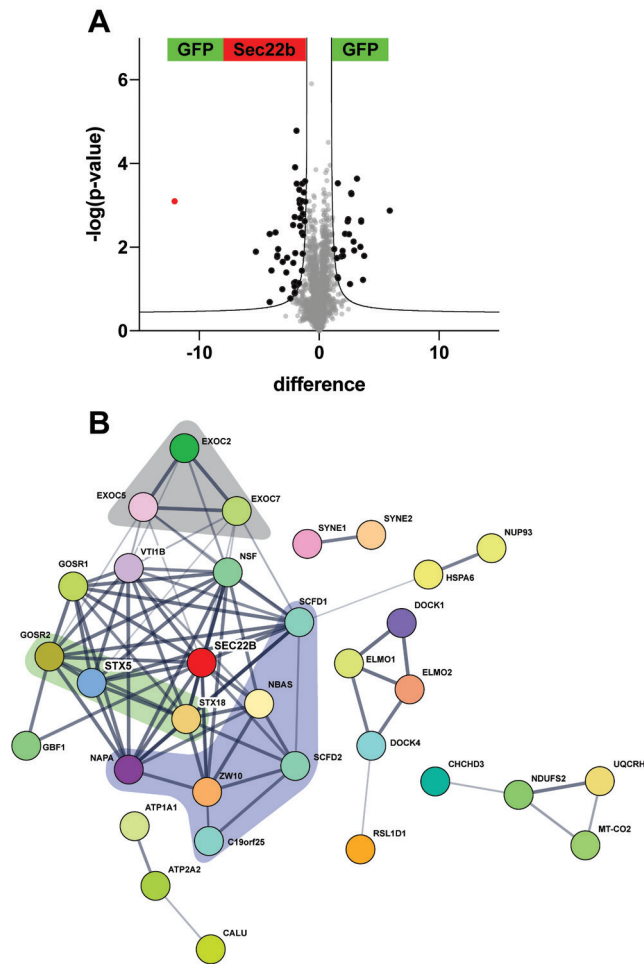 A
GFP Sec22b GFP
6
4
2
0
-log(p-value)
-10 0 10
difference
B
EXOC2
EXOC5
EXOC7
SYNE1
SYNE2
NUP93
HSPA6
VTI1B
NSF
GOSR1
SCFD1
DOCK1
GOSR2
SEC22B
STX5
ELMO1
ELMO2
NBAS
STX18
GBF1
DOCK4
NAPA
SCFD2
CHCHD3
NDUFS2
UQCRH
ZW10
ATP1A1
C19orf25
MT-CO2
RSL1D1
ATP2A2
CALU